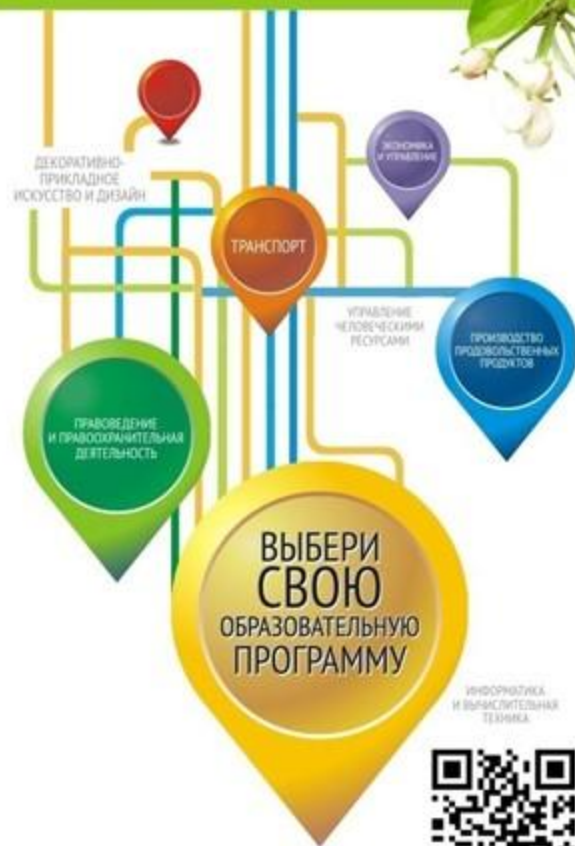 ДЕКОРАТИВНО-
ПРИКЛАДНОЕ
ИСКУССТВО И ДИЗАЙН
ЭКОНОМИКА
И УПРАВЛЕНИЕ
ТРАНСПОРТ
УПРАВЛЕНИЕ
ЧЕЛОВЕЧЕСКИМИ
РЕСУРСАМИ
ПРОИЗВОДСТВО
ПРОДОВОЛЬСТВЕННЫХ
ПРОДУКТОВ
ПРАВОВЕДЕНИЕ
И ПРАВООХРАНИТЕЛЬНАЯ
ДЕЯТЕЛЬНОСТЬ
ВЫБЕРИ
СВОЮ
ОБРАЗОВАТЕЛЬНУЮ
ПРОГРАММУ
ИНФОРМАТИКА
И ВЫЧИСЛИТЕЛЬНАЯ
ТЕХНИКА